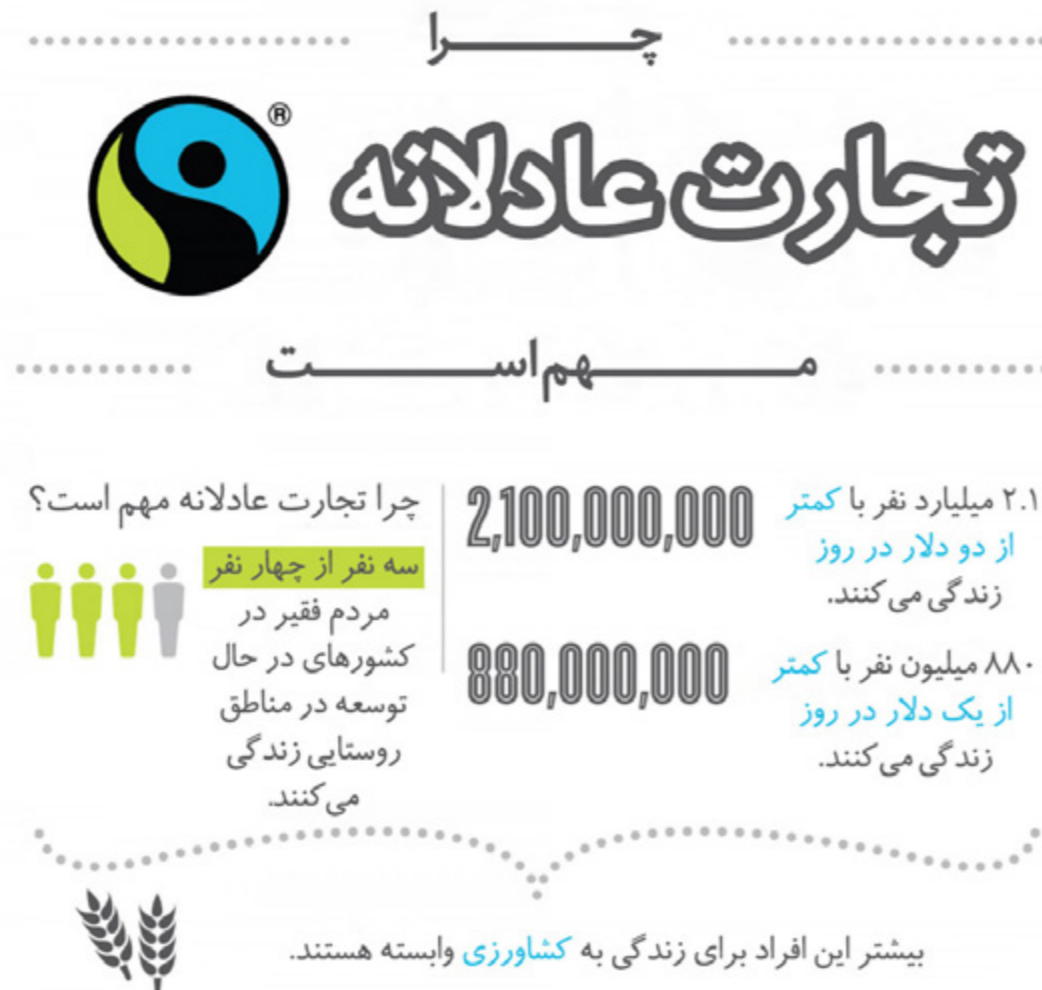 چرا
تجارت عادلانه
®
مهم است
۲.۱ میلیارد نفر با کمتر
از دو دلار در روز
زندگی می‌کنند.
2,100,000,000
۸۸۰ میلیون نفر با کمتر
از یک دلار در روز
زندگی می‌کنند.
880,000,000
چرا تجارت عادلانه مهم است؟
سه نفر از چهار نفر
مردم فقیر در
کشورهای در حال
توسعه در مناطق
روستایی زندگی
می‌کنند.
بیشتر این افراد برای زندگی به کشاورزی وابسته هستند.